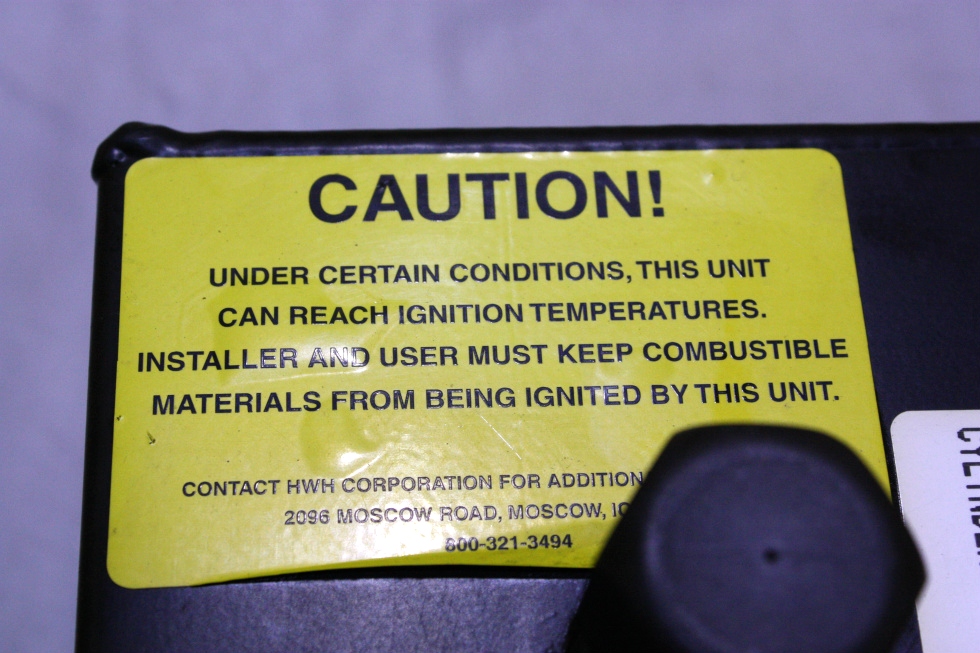 CAUTION!
UNDER CERTAIN CONDITIONS, THIS UNIT
CAN REACH IGNITION TEMPERATURES.
INSTALLER AND USER MUST KEEP COMBUSTIBLE
MATERIALS FROM BEING IGNITED BY THIS UNIT.
CONTACT HWH CORPORATION FOR
2096 MOSCOW ROAD, MOSCOW,
800-321-3494